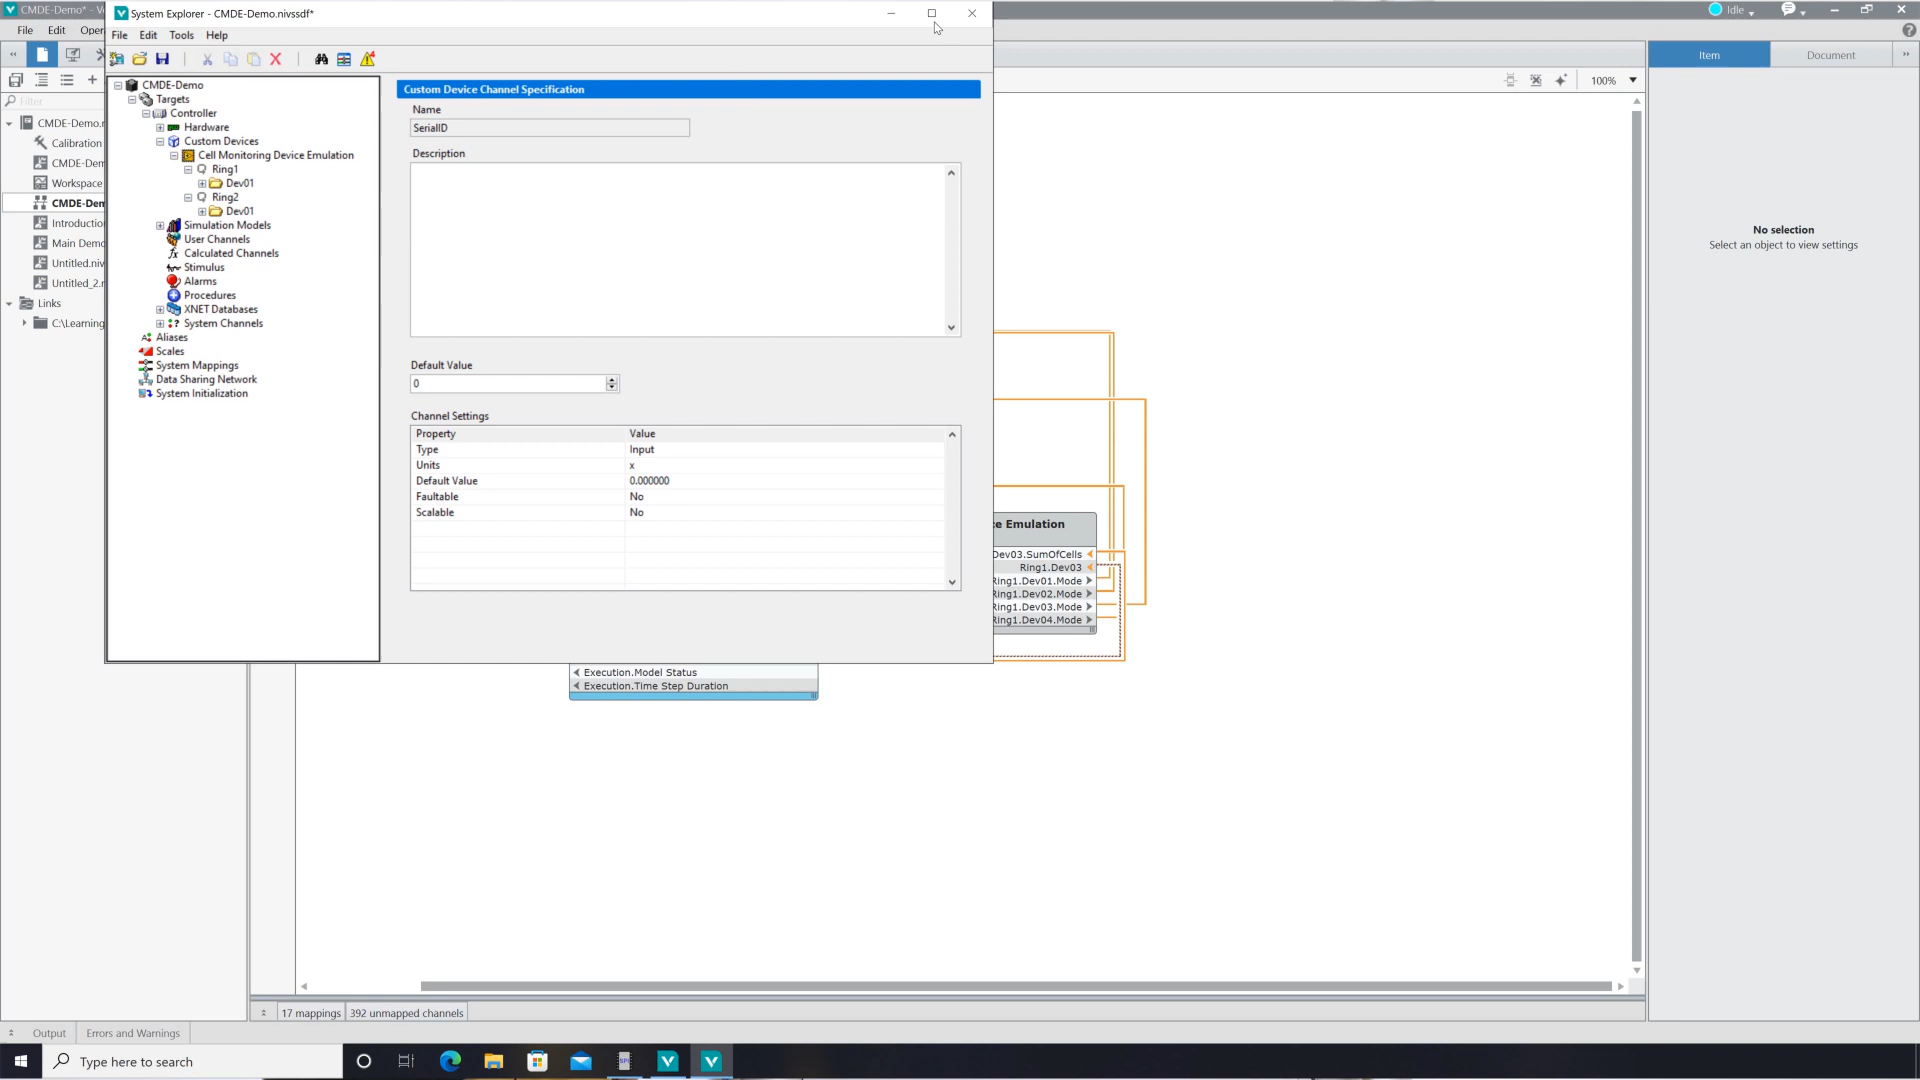 CMDE-Demo* - Ve
System Explorer - CMDE-Demo.nivssdf*
Idle
File Edit Oper
File Edit Tools Help
Item Document
100%
Filter
CMDE-Demo.n
Calibration
CMDE-Dem
Workspace
CMDE-Den
Introductio
Main Demo
Untitled.niv
Untitled_2.n
Links
C:\Learning
CMDE-Demo
Targets
Controller
Hardware
Custom Devices
Cell Monitoring Device Emulation
Ring1
Dev01
Ring2
Dev01
Simulation Models
User Channels
Calculated Channels
Stimulus
Alarms
Procedures
XNET Databases
System Channels
Aliases
Scales
System Mappings
Data Sharing Network
System Initialization
Custom Device Channel Specification
Name
SerialID
Description
Default Value
0
Channel Settings
Property Value
Type Input
Units x
Default Value 0.000000
Faultable No
Scalable No
No selection
Select an object to view settings
ce Emulation
Dev03.SumOfCells
Ring1.Dev03
Ring1.Dev01.Mode
Ring1.Dev02.Mode
Ring1.Dev03.Mode
Ring1.Dev04.Mode
Execution.Model Status
Execution.Time Step Duration
17 mappings 392 unmapped channels
Output Errors and Warnings
Type here to search
SPI